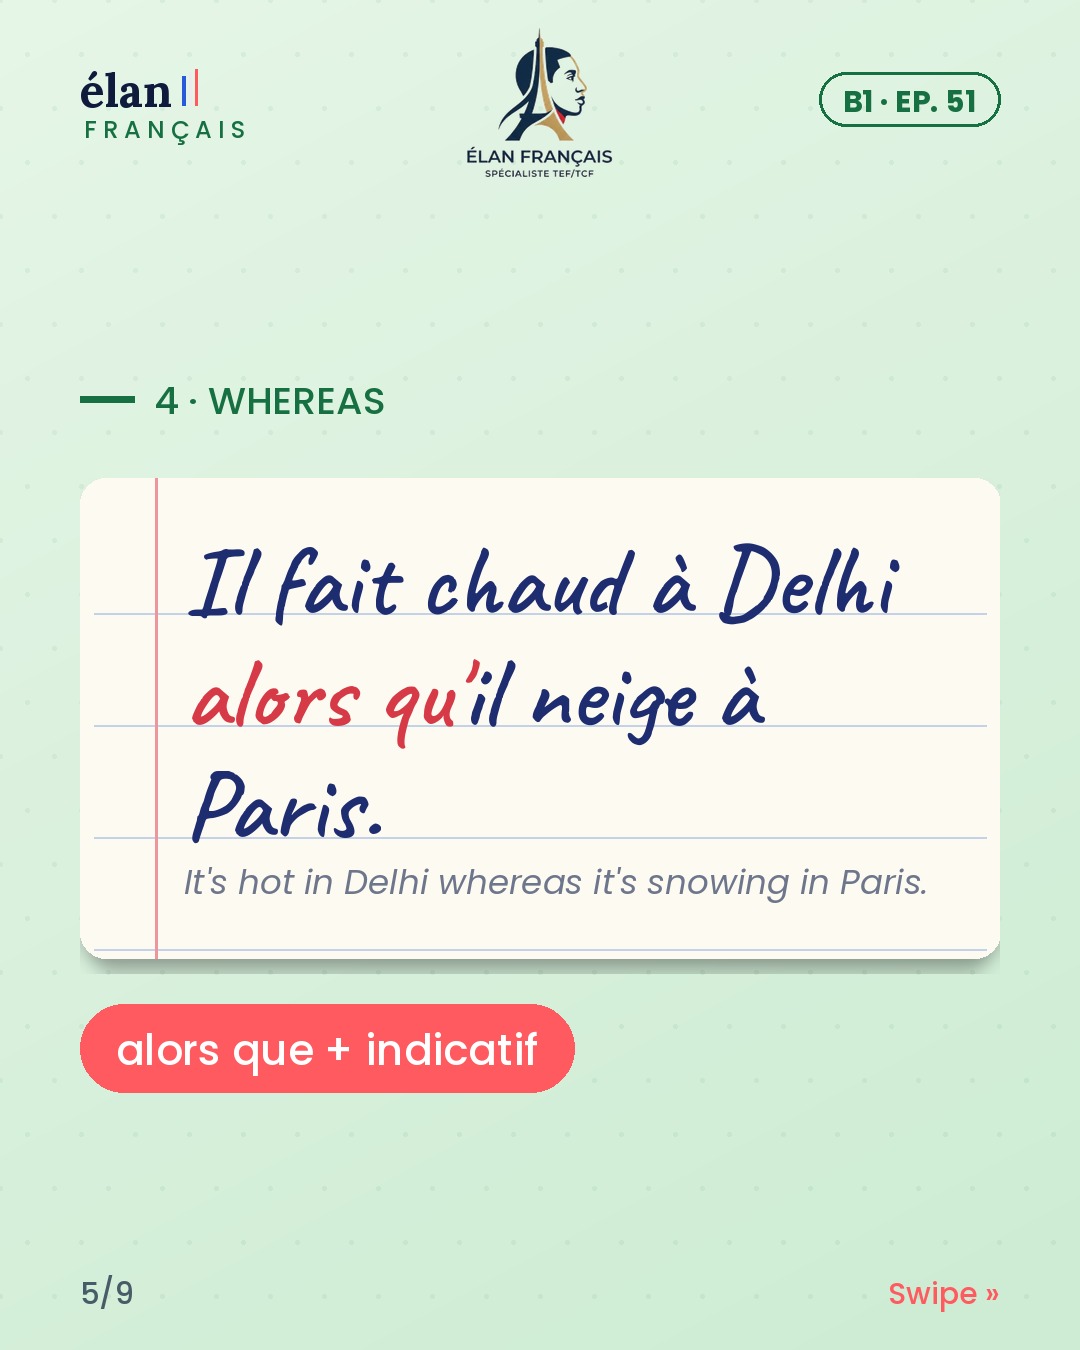 élan
FRANÇAIS
ÉLAN FRANÇAIS
SPÉCIALISTE TEF/TCF
B1 · EP. 51
4 · WHEREAS
Il fait chaud à Delhi
alors qu'il neige à
Paris.
It's hot in Delhi whereas it's snowing in Paris.
alors que + indicatif
5/9
Swipe »